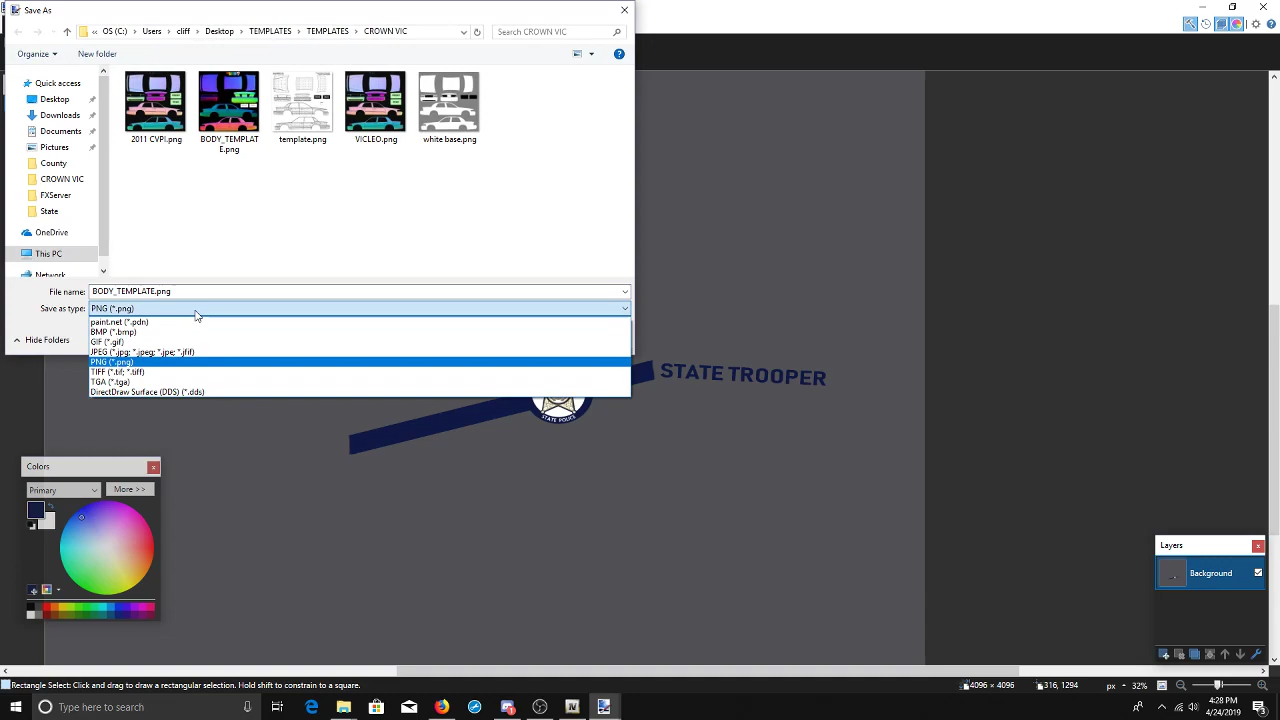 Save As
OS (C:) > Users > cliff > Desktop > TEMPLATES > TEMPLATES > CROWN VIC
Search CROWN VIC
Organize
New folder
Quick access
Desktop
Downloads
Documents
Pictures
County
CROWN VIC
FXServer
State
OneDrive
This PC
Network
2011 CVPI.png
BODY_TEMPLAT
E.png
template.png
VICLEO.png
white base.png
File name: BODY_TEMPLATE.png
Save as type: PNG (*.png)
paint.net (*.pdn)
BMP (*.bmp)
GIF (*.gif)
JPEG (*.jpg; *.jpeg; *.jpe; *.jfif)
PNG (*.png)
TIFF (*.tif; *.tiff)
TGA (*.tga)
DirectDraw Surface (DDS) (*.dds)
Hide Folders
STATE TROOPER
STATE POLICE
Colors
Primary
More >>
Layers
Background
Rectangle Select: Click and drag to draw a rectangular selection. Hold shift to constrain to a square.
4096 × 4096
316, 1294
px
32%
Type here to search
4:28 PM
4/24/2019